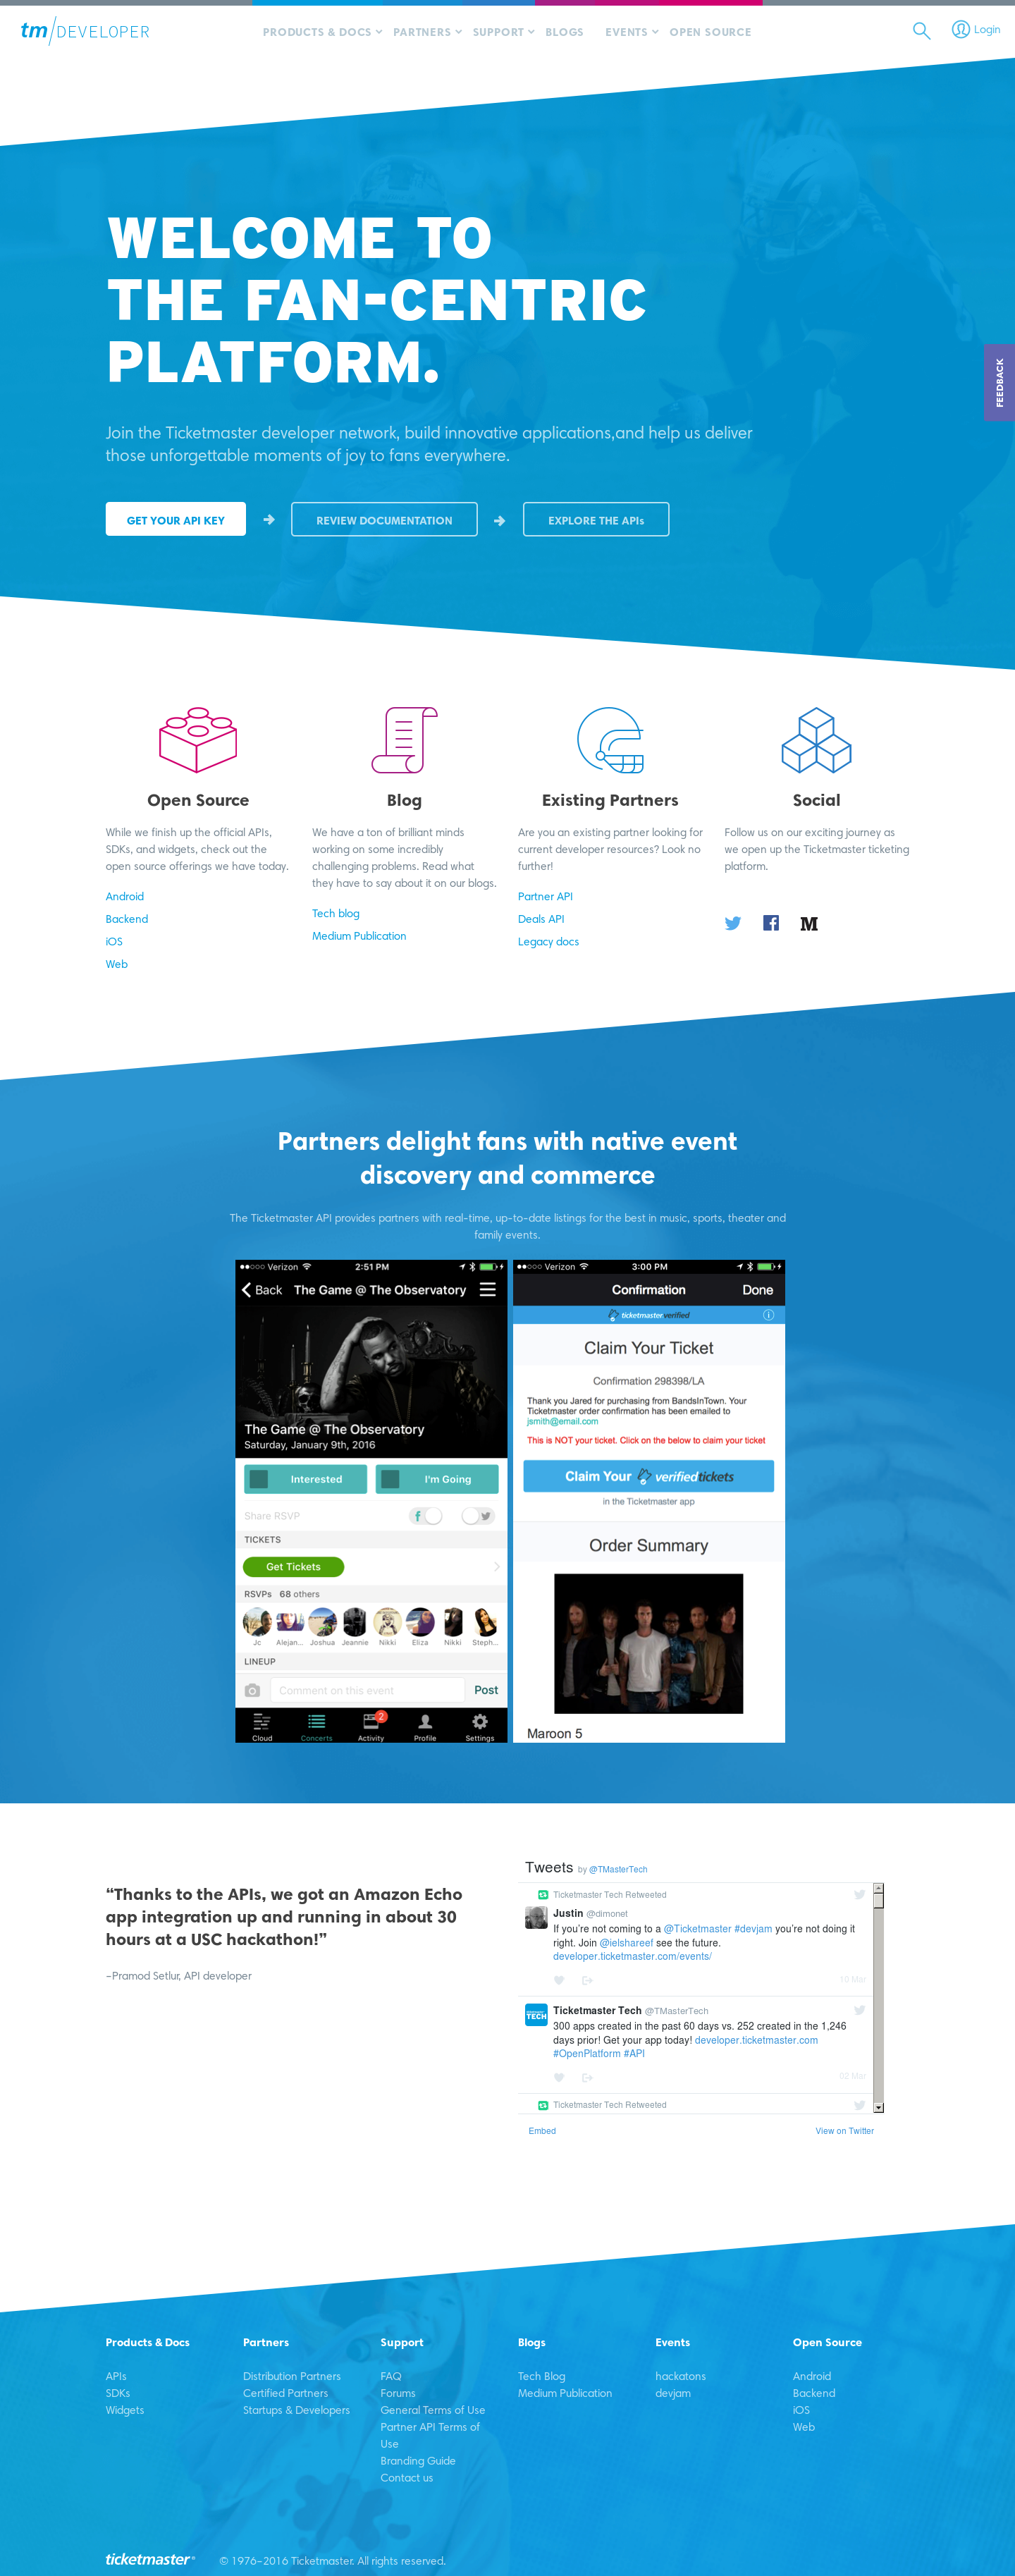 tm/DEVELOPER
PRODUCTS & DOCS
PARTNERS
SUPPORT
BLOGS
EVENTS
OPEN SOURCE
Login
WELCOME TO
THE FAN-CENTRIC
PLATFORM.
Join the Ticketmaster developer network, build innovative applications,and help us deliver
those unforgettable moments of joy to fans everywhere.
GET YOUR API KEY
REVIEW DOCUMENTATION
EXPLORE THE APIs
FEEDBACK
Open Source
While we finish up the official APIs,
SDKs, and widgets, check out the
open source offerings we have today.
Android
Backend
iOS
Web
Blog
We have a ton of brilliant minds
working on some incredibly
challenging problems. Read what
they have to say about it on our blogs.
Tech blog
Medium Publication
Existing Partners
Are you an existing partner looking for
current developer resources? Look no
further!
Partner API
Deals API
Legacy docs
Social
Follow us on our exciting journey as
we open up the Ticketmaster ticketing
platform.
M
Partners delight fans with native event
discovery and commerce
The Ticketmaster API provides partners with real-time, up-to-date listings for the best in music, sports, theater and
family events.
Verizon 2:51 PM
Back The Game @ The Observatory
The Game @ The Observatory
Saturday, January 9th, 2016
Interested
I'm Going
Share RSVP
TICKETS
Get Tickets
RSVPs 68 others
Jc Alejan... Joshua Jeannie Nikki Eliza Nikki Steph...
LINEUP
Comment on this event
Post
2
Cloud Concerts Activity Profile Settings
Verizon 3:00 PM
Confirmation Done
ticketmaster verified
Claim Your Ticket
Confirmation 298398/LA
Thank you Jared for purchasing from BandsInTown. Your
Ticketmaster order confirmation has been emailed to
jsmith@email.com
This is NOT your ticket. Click on the below to claim your ticket
Claim Your verifiedtickets
in the Ticketmaster app
Order Summary
Maroon 5
“Thanks to the APIs, we got an Amazon Echo
app integration up and running in about 30
hours at a USC hackathon!”
–Pramod Setlur, API developer
Tweets by @TMasterTech
Ticketmaster Tech Retweeted
Justin @dimonet
If you’re not coming to a @Ticketmaster #devjam you’re not doing it
right. Join @ielshareef see the future.
developer.ticketmaster.com/events/
10 Mar
TECH
Ticketmaster Tech @TMasterTech
300 apps created in the past 60 days vs. 252 created in the 1,246
days prior! Get your app today! developer.ticketmaster.com
#OpenPlatform #API
02 Mar
Ticketmaster Tech Retweeted
Embed
View on Twitter
Products & Docs
APIs
SDKs
Widgets
Partners
Distribution Partners
Certified Partners
Startups & Developers
Support
FAQ
Forums
General Terms of Use
Partner API Terms of
Use
Branding Guide
Contact us
Blogs
Tech Blog
Medium Publication
Events
hackatons
devjam
Open Source
Android
Backend
iOS
Web
ticketmaster®
© 1976–2016 Ticketmaster. All rights reserved.